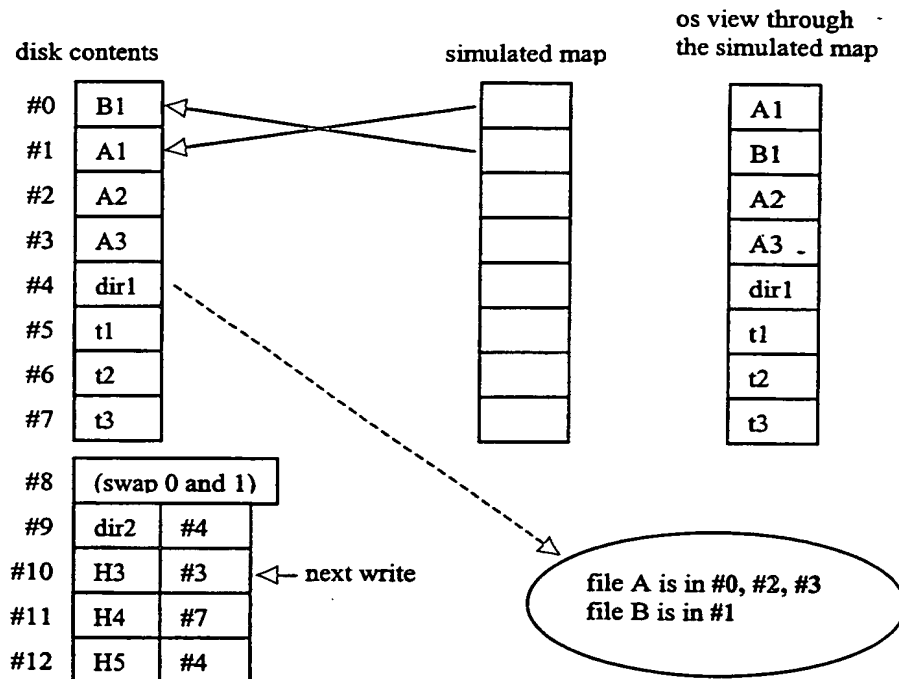 os view through
disk contents simulated map the simulated map
#0 B1 A1
#1 A1 B1
#2 A2 A2
#3 A3 A3
#4 dir1 dir1
#5 t1 t1
#6 t2 t2
#7 t3 t3
#8 (swap 0 and 1)
#9 dir2 #4
#10 H3 #3 next write
#11 H4 #7
#12 H5 #4
file A is in #0, #2, #3
file B is in #1